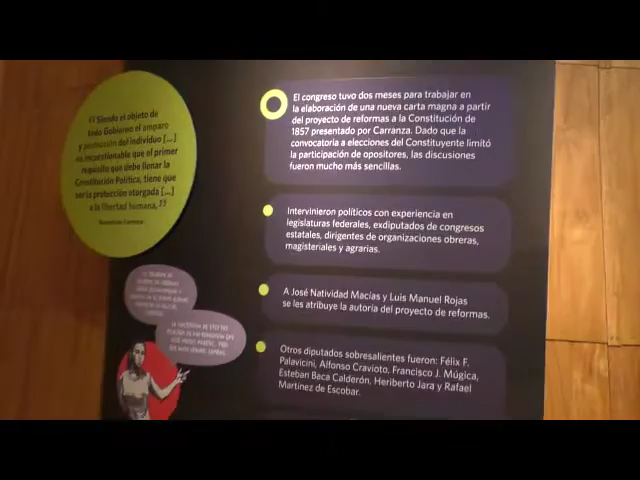 “Siendo el objeto de
todo Gobierno el amparo
y protección del individuo [...]
es incuestionable que el primer
requisito que debe llenar la
Constitución Política, tiene que
ser la protección otorgada [...]
a la libertad humana.”
Venustiano Carranza
El congreso tuvo dos meses para trabajar en
la elaboración de una nueva carta magna a partir
del proyecto de reformas a la Constitución de
1857 presentado por Carranza. Dado que la
convocatoria a elecciones del Constituyente limitó
la participación de opositores, las discusiones
fueron mucho más sencillas.
Intervinieron políticos con experiencia en
legislaturas federales, exdiputados de congresos
estatales, dirigentes de organizaciones obreras,
magisteriales y agrarias.
A José Natividad Macías y Luis Manuel Rojas
se les atribuye la autoría del proyecto de reformas.
Otros diputados sobresalientes fueron: Félix F.
Palavicini, Alfonso Cravioto, Francisco J. Múgica,
Esteban Baca Calderón, Heriberto Jara y Rafael
Martínez de Escobar.